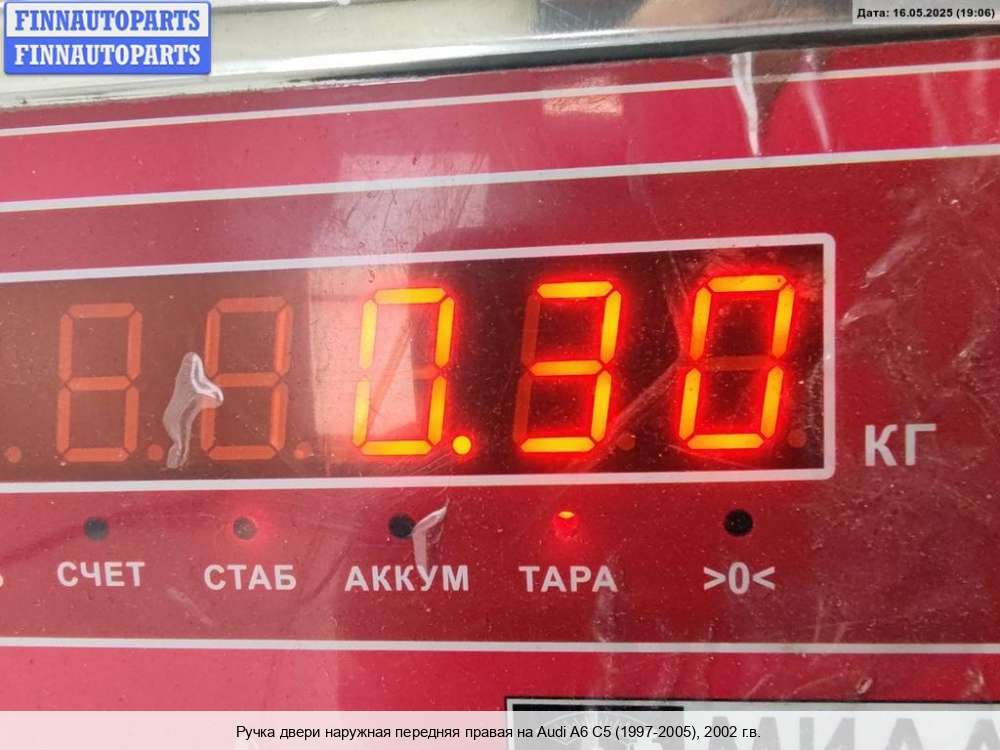 FINNAUTOPARTS
FINNAUTOPARTS
Дата: 16.05.2025 (19:06)
0.30
КГ
СЧЕТ СТАБ АККУМ ТАРА >0<
Ручка двери наружная передняя правая на Audi A6 C5 (1997-2005), 2002 г.в.